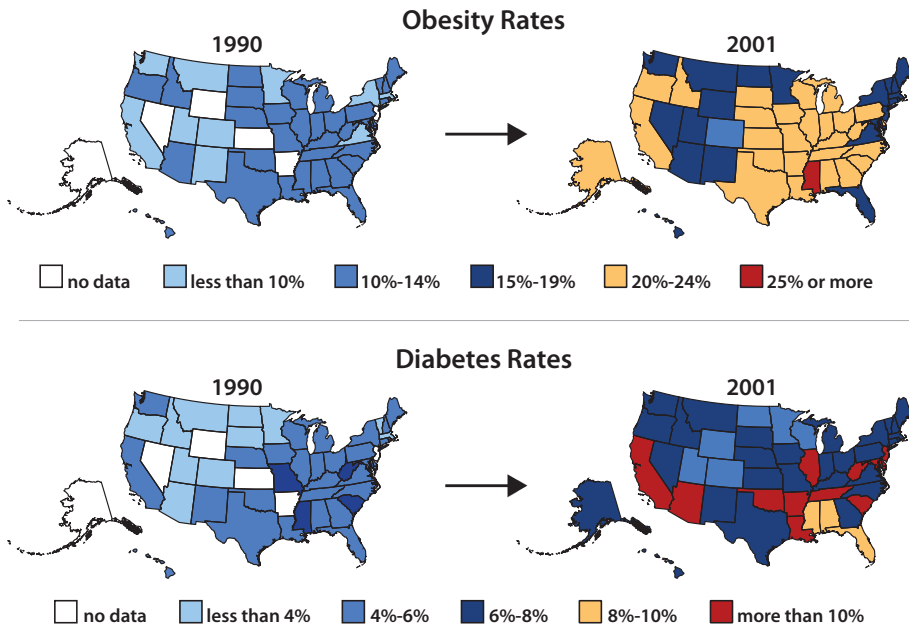 Obesity Rates
1990
2001
no data less than 10% 10%-14% 15%-19% 20%-24% 25% or more
Diabetes Rates
1990
2001
no data less than 4% 4%-6% 6%-8% 8%-10% more than 10%